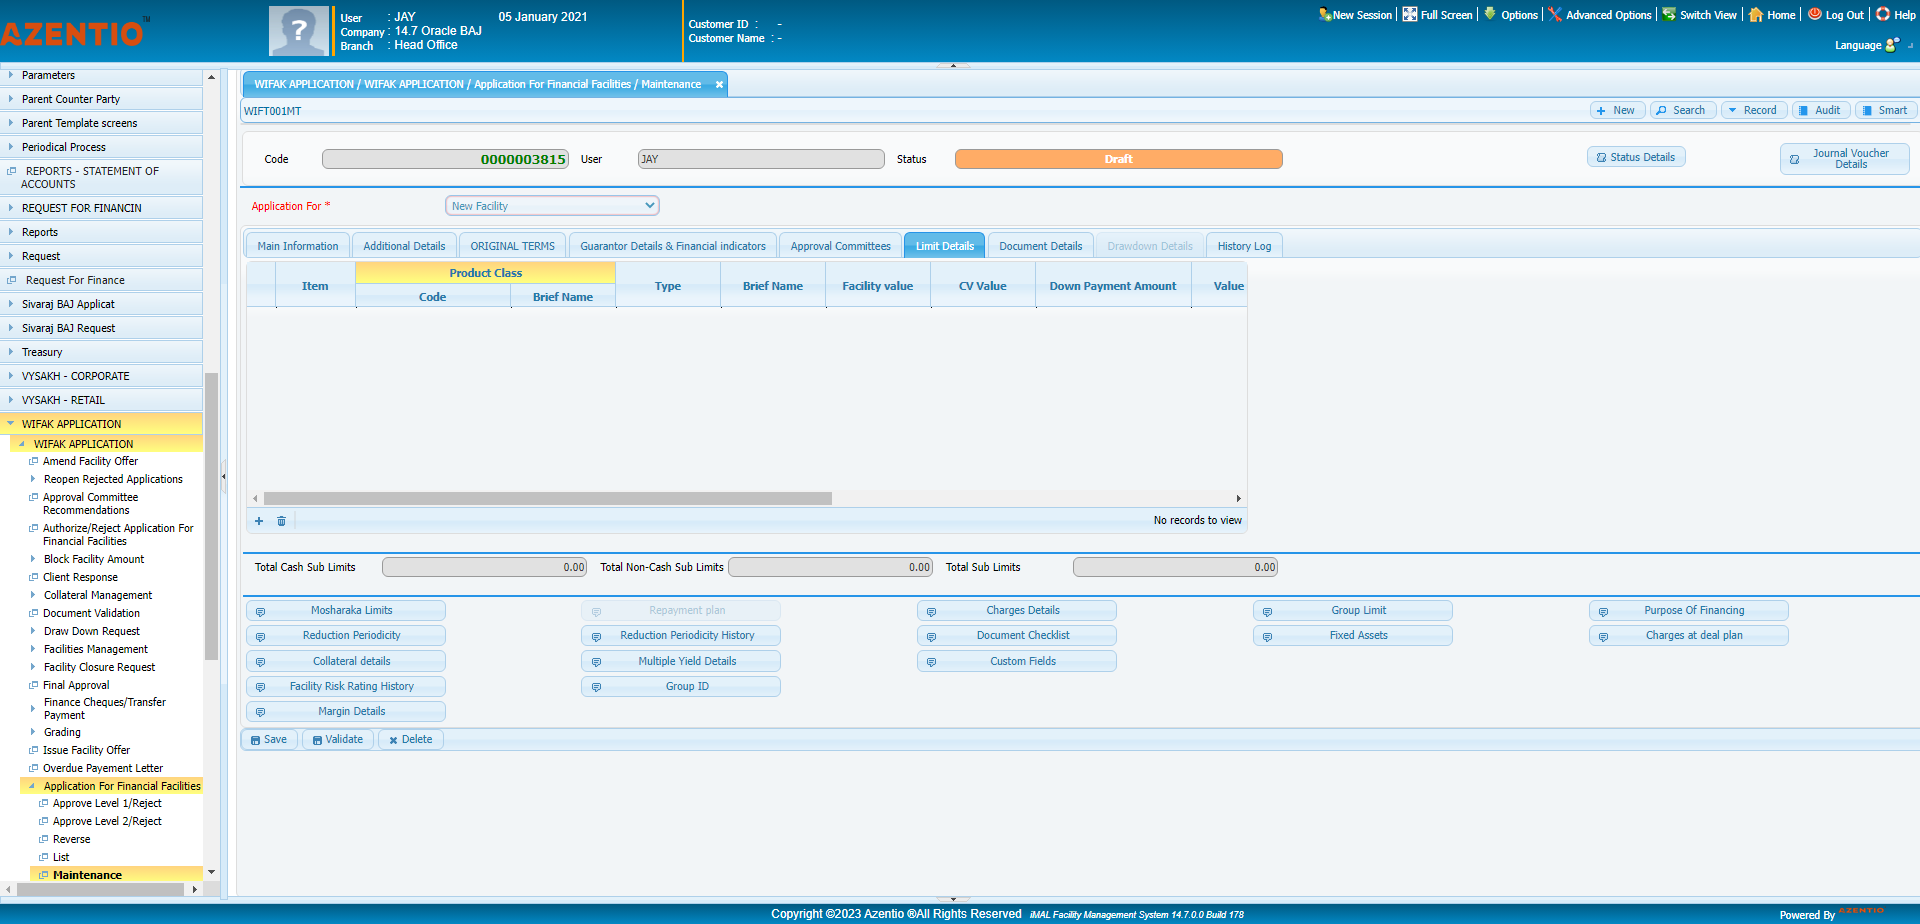 AZENTIO™
?
User : JAY
Company : 14.7 Oracle BAJ
Branch : Head Office
05 January 2021
Customer ID : -
Customer Name : -
New Session
Full Screen
Options
Advanced Options
Switch View
Home
Log Out
Help
Language
Parameters
Parent Counter Party
Parent Template screens
Periodical Process
REPORTS - STATEMENT OF
ACCOUNTS
REQUEST FOR FINANCIN
Reports
Request
Request For Finance
Sivaraj BAJ Applicat
Sivaraj BAJ Request
Treasury
VYSAKH - CORPORATE
VYSAKH - RETAIL
WIFAK APPLICATION
WIFAK APPLICATION
Amend Facility Offer
Reopen Rejected Applications
Approval Committee
Recommendations
Authorize/Reject Application For
Financial Facilities
Block Facility Amount
Client Response
Collateral Management
Document Validation
Draw Down Request
Facilities Management
Facility Closure Request
Final Approval
Finance Cheques/Transfer
Payment
Grading
Issue Facility Offer
Overdue Payement Letter
Application For Financial Facilities
Approve Level 1/Reject
Approve Level 2/Reject
Reverse
List
Maintenance
WIFAK APPLICATION / WIFAK APPLICATION / Application For Financial Facilities / Maintenance
WIFT001MT
New
Search
Record
Audit
Smart
Code 0000003815
User JAY
Status Draft
Status Details
Journal Voucher
Details
Application For * New Facility
Main Information
Additional Details
ORIGINAL TERMS
Guarantor Details & Financial indicators
Approval Committees
Limit Details
Document Details
Drawdown Details
History Log
Item
Product Class
Code
Brief Name
Type
Brief Name
Facility value
CV Value
Down Payment Amount
Value
No records to view
Total Cash Sub Limits 0.00
Total Non-Cash Sub Limits 0.00
Total Sub Limits 0.00
Mosharaka Limits
Repayment plan
Charges Details
Group Limit
Purpose Of Financing
Reduction Periodicity
Reduction Periodicity History
Document Checklist
Fixed Assets
Charges at deal plan
Collateral details
Multiple Yield Details
Custom Fields
Facility Risk Rating History
Group ID
Margin Details
Save
Validate
Delete
Copyright ©2023 Azentio ®All Rights Reserved iMAL Facility Management System 14.7.0.0 Build 178
Powered By AZENTIO